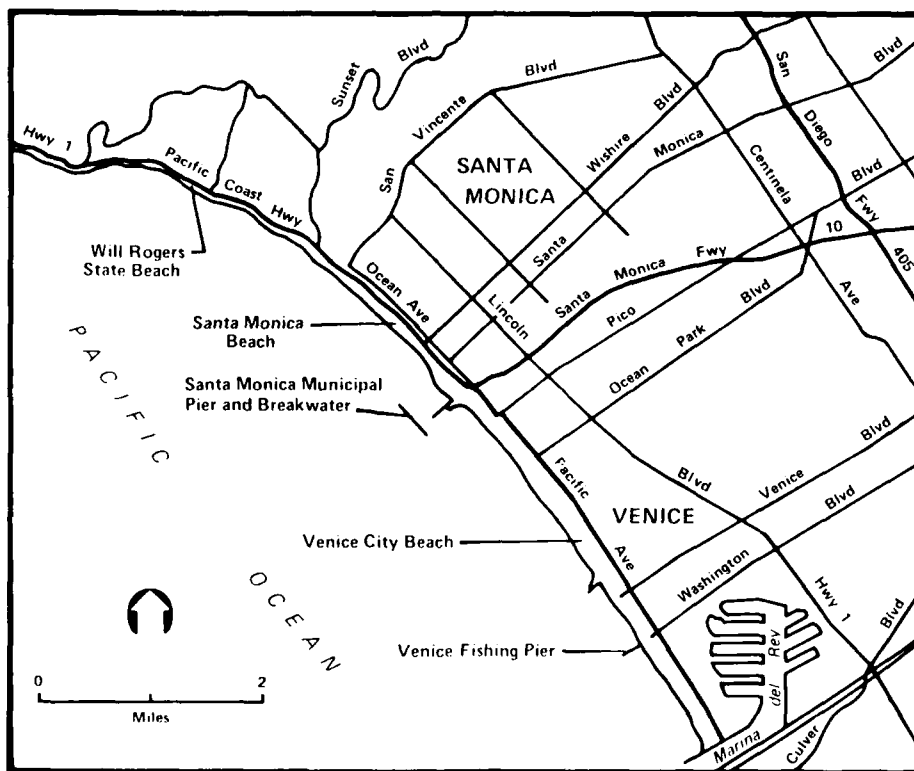 Hwy 1
Pacific Coast Hwy
Sunset Blvd
San Vincente Blvd
SANTA
MONICA
Wishire Blvd
Santa Monica Blvd
San Diego Fwy
405
Centinela Ave
10
Will Rogers
State Beach
Ocean Ave
Lincoln Blvd
Santa Monica Fwy
Pico Blvd
Ocean Park Blvd
Santa Monica
Beach
Santa Monica Municipal
Pier and Breakwater
PACIFIC
OCEAN
Pacific Ave
VENICE
Venice Blvd
Washington Blvd
Venice City Beach
Hwy 1
Venice Fishing Pier
Marina del Rey
Culver Blvd
0 2
Miles